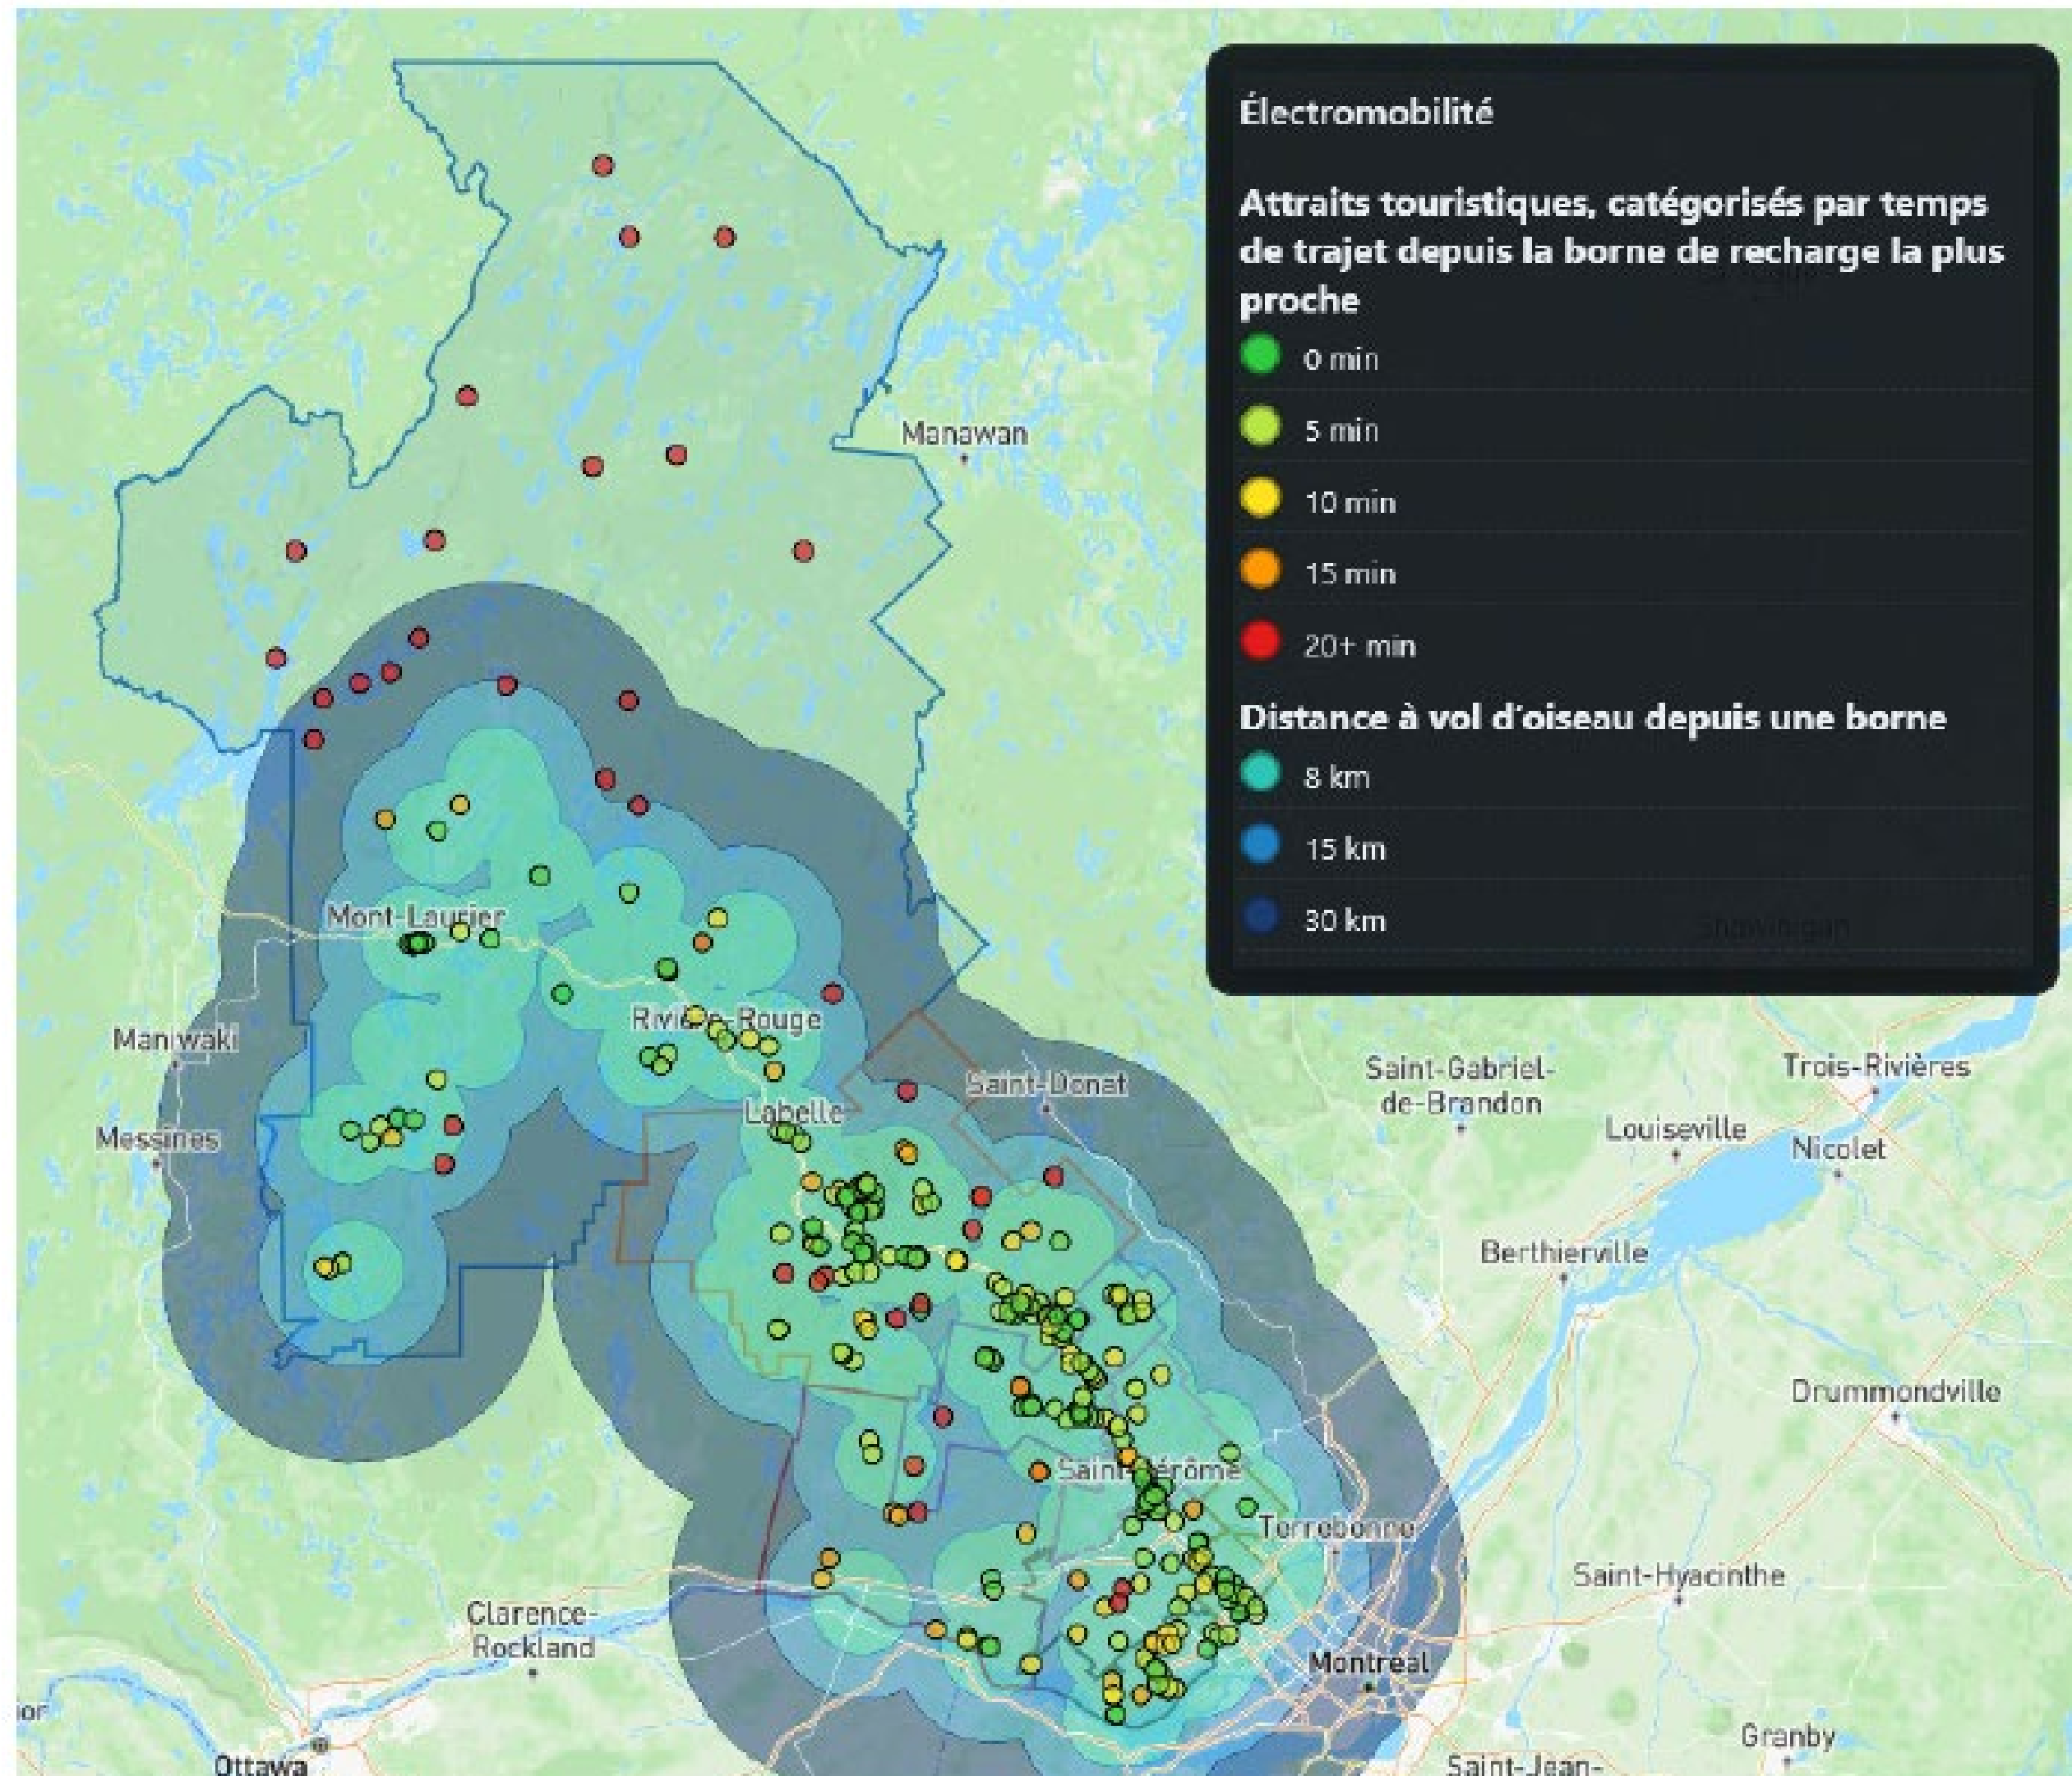 Électromobilité
Attraits touristiques, catégorisés par temps
de trajet depuis la borne de recharge la plus
proche
0 min
5 min
10 min
15 min
20+ min
Distance à vol d'oiseau depuis une borne
8 km
15 km
30 km
Manawan
Shawinigan
Mont-Laurier
Rivière-Rouge
Maniwaki
Saint-Donat
Saint-Gabriel-
de-Brandon
Trois-Rivières
Labelle
Messines
Louiseville
Nicolet
Berthierville
Drummondville
Saint-Jérôme
Terrebonne
Saint-Hyacinthe
Clarence-
Rockland
Montréal
Granby
Ottawa
Saint-Jean-